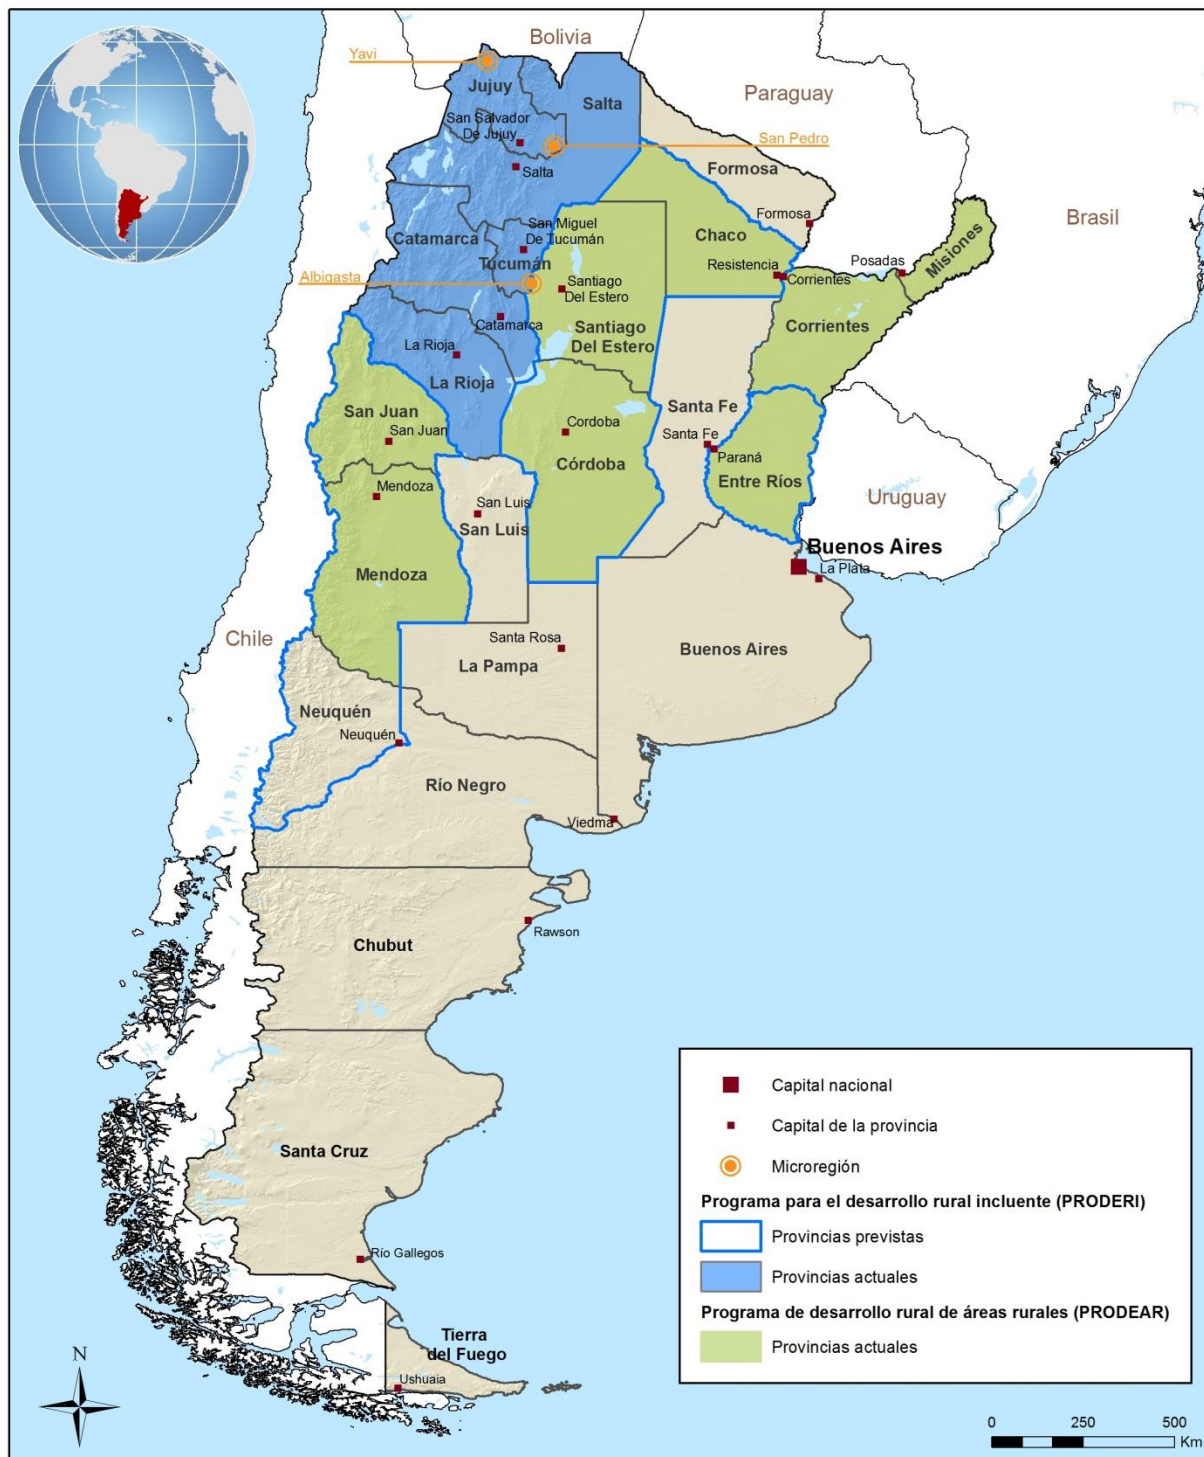 Bolivia
Yavi
Jujuy
Salta
Paraguay
San Salvador
De Jujuy
San Pedro
Salta
Formosa
Formosa
Brasil
Catamarca
San Miguel
De Tucumán
Chaco
Misiones
Tucumán
Resistencia
Posadas
Albigasta
Santiago
Del Estero
Corrientes
Catamarca
Santiago
Del Estero
Corrientes
La Rioja
La Rioja
San Juan
Santa Fe
San Juan
Cordoba
Santa Fe
Paraná
Córdoba
Entre Ríos
Mendoza
San Luis
San Luis
Uruguay
Buenos Aires
La Plata
Mendoza
Chile
Santa Rosa
La Pampa
Buenos Aires
Neuquén
Neuquén
Río Negro
Viedma
Rawson
Chubut
Santa Cruz
Río Gallegos
Tierra
del Fuego
Ushuaia
Capital nacional
Capital de la provincia
Microregión
Programa para el desarrollo rural incluente (PRODERI)
Provincias previstas
Provincias actuales
Programa de desarrollo rural de áreas rurales (PRODEAR)
Provincias actuales
N
0 250 500
Km